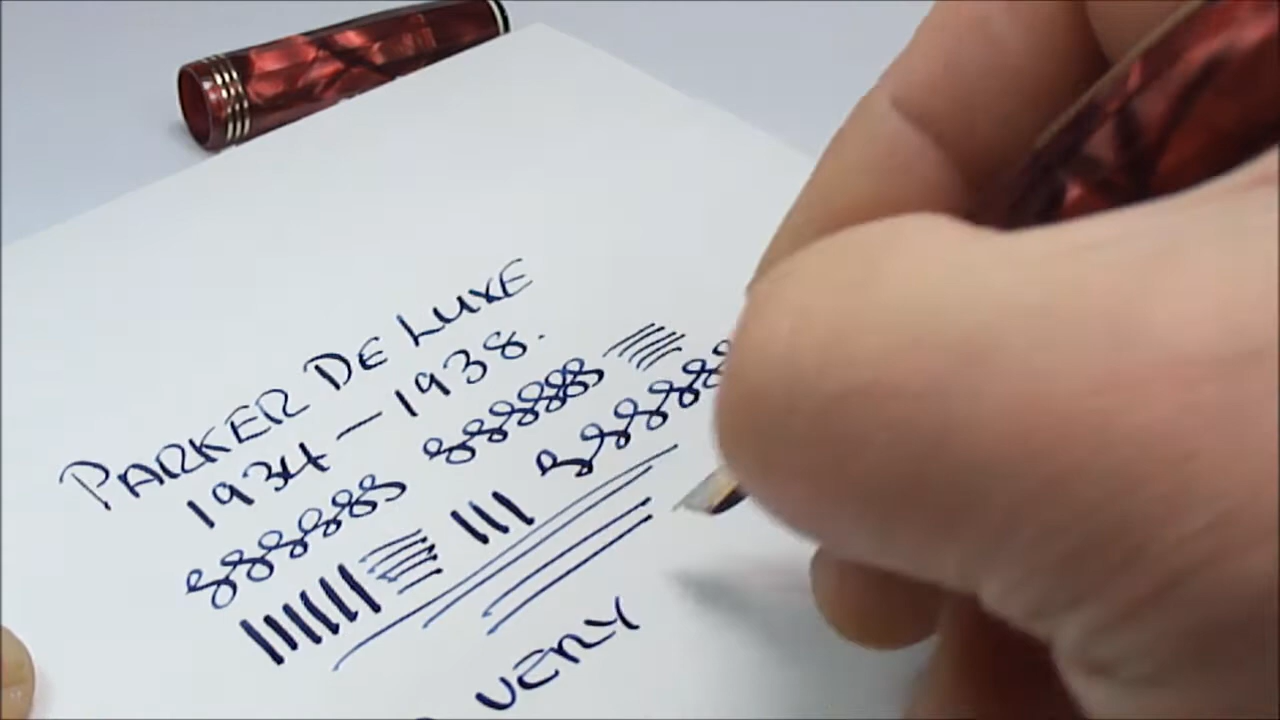 PARKER DE LUXE
1934 – 1938.
VERY